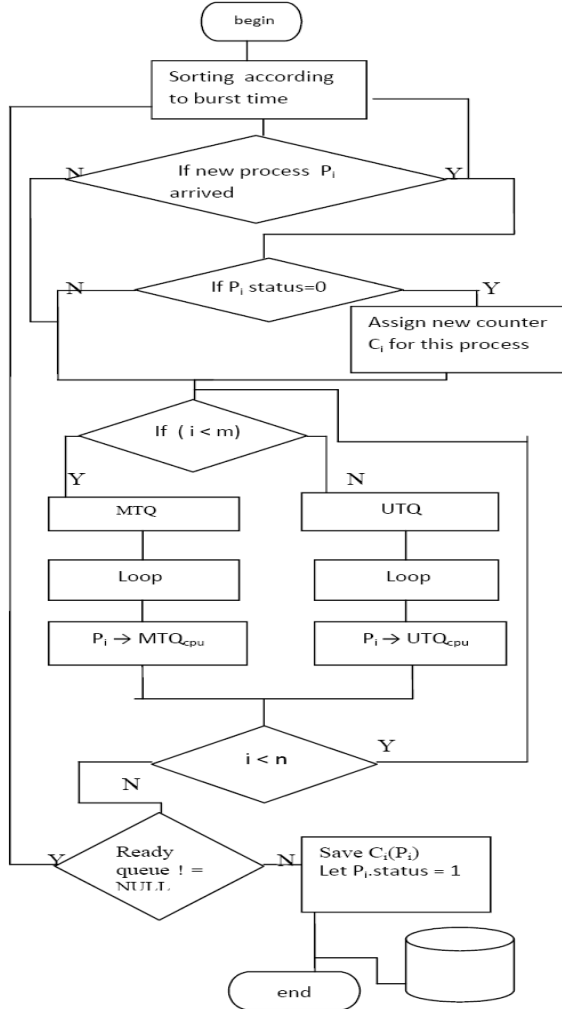 begin
Sorting according
to burst time
N
If new process Pᵢ
arrived
Y
N
If Pᵢ status=0
Y
Assign new counter
Cᵢ for this process
If ( i < m)
Y
N
MTQ
UTQ
Loop
Loop
Pᵢ → MTQcpu
Pᵢ → UTQcpu
i < n
Y
N
Y
Ready
queue ! =
NULL
N
Save Cᵢ(Pᵢ)
Let Pᵢ.status = 1
end